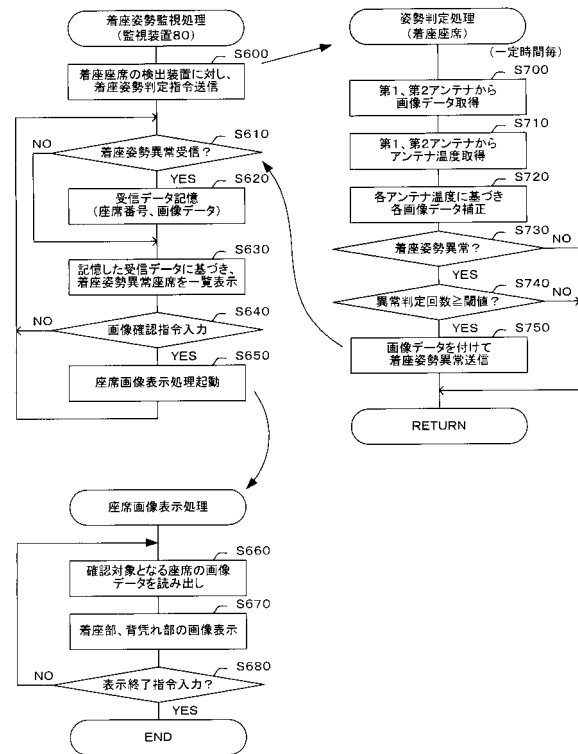 着座姿勢監視処理
(監視装置80)
S600
着座座席の検出装置に対し、
着座姿勢判定指令送信
S610
NO
着座姿勢異常受信?
YES
S620
受信データ記憶
(座席番号、画像データ)
S630
記憶した受信データに基づき、
着座姿勢異常座席を一覧表示
S640
NO
画像確認指令入力?
YES
S650
座席画像表示処理起動
姿勢判定処理
(着座座席)
(一定時間毎)
S700
第1、第2アンテナから
画像データ取得
S710
第1、第2アンテナから
アンテナ温度取得
S720
各アンテナ温度に基づき
各画像データ補正
S730
着座姿勢異常?
NO
YES
S740
異常判定回数≧閾値?
NO
YES
S750
画像データを付けて
着座姿勢異常送信
RETURN
座席画像表示処理
S660
確認対象となる座席の画像
データを読み出し
S670
着座部、背凭れ部の画像表示
S680
NO
表示終了指令入力?
YES
END